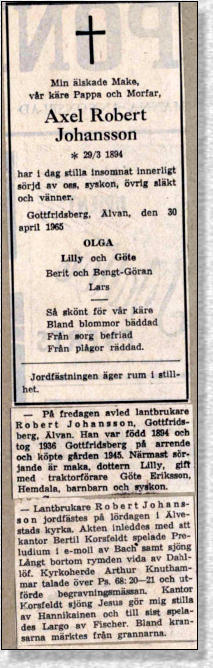 Min älskade Make,
vår käre Pappa och Morfar,
Axel Robert
Johansson
* 29/3 1894
har i dag stilla insomnat innerligt
sörjd av oss, syskon, övrig släkt
och vänner.
Gottfridsberg, Älvan, den 30
april 1965
OLGA
Lilly och Göte
Berit och Bengt-Göran
Lars
Så skönt för vår käre
Bland blommor bäddad
Från sorg befriad
Från plågor räddad.
Jordfästningen äger rum i still-
het.
— På fredagen avled lantbrukare
Robert Johansson, Gottfrids-
berg, Älvan. Han var född 1894 och
tog 1936 Gottfridsberg på arrende
och köpte gården 1945. Närmast sör-
jande är maka, dottern Lilly, gift
med traktorförare Göte Eriksson,
Hemdala, barnbarn och syskon.
— Lantbrukare Robert Johans-
son jordfästes på lördagen i Älve-
stads kyrka. Akten inleddes med att
kantor Bertil Korsfeldt spelade Pre-
ludium i e-moll av Bach samt sjöng
Långt bortom rymden vida av Dahl-
löf. Kyrkoherde Arthur Knutham-
mar talade över Ps. 68: 20—21 och ut-
förde begravningsmässan. Kantor
Korsfeldt sjöng Jesus gör mig stilla
av Hannikainen och till sist spela-
des Largo av Fischer. Bland kran-
sarna märktes från grannarna.